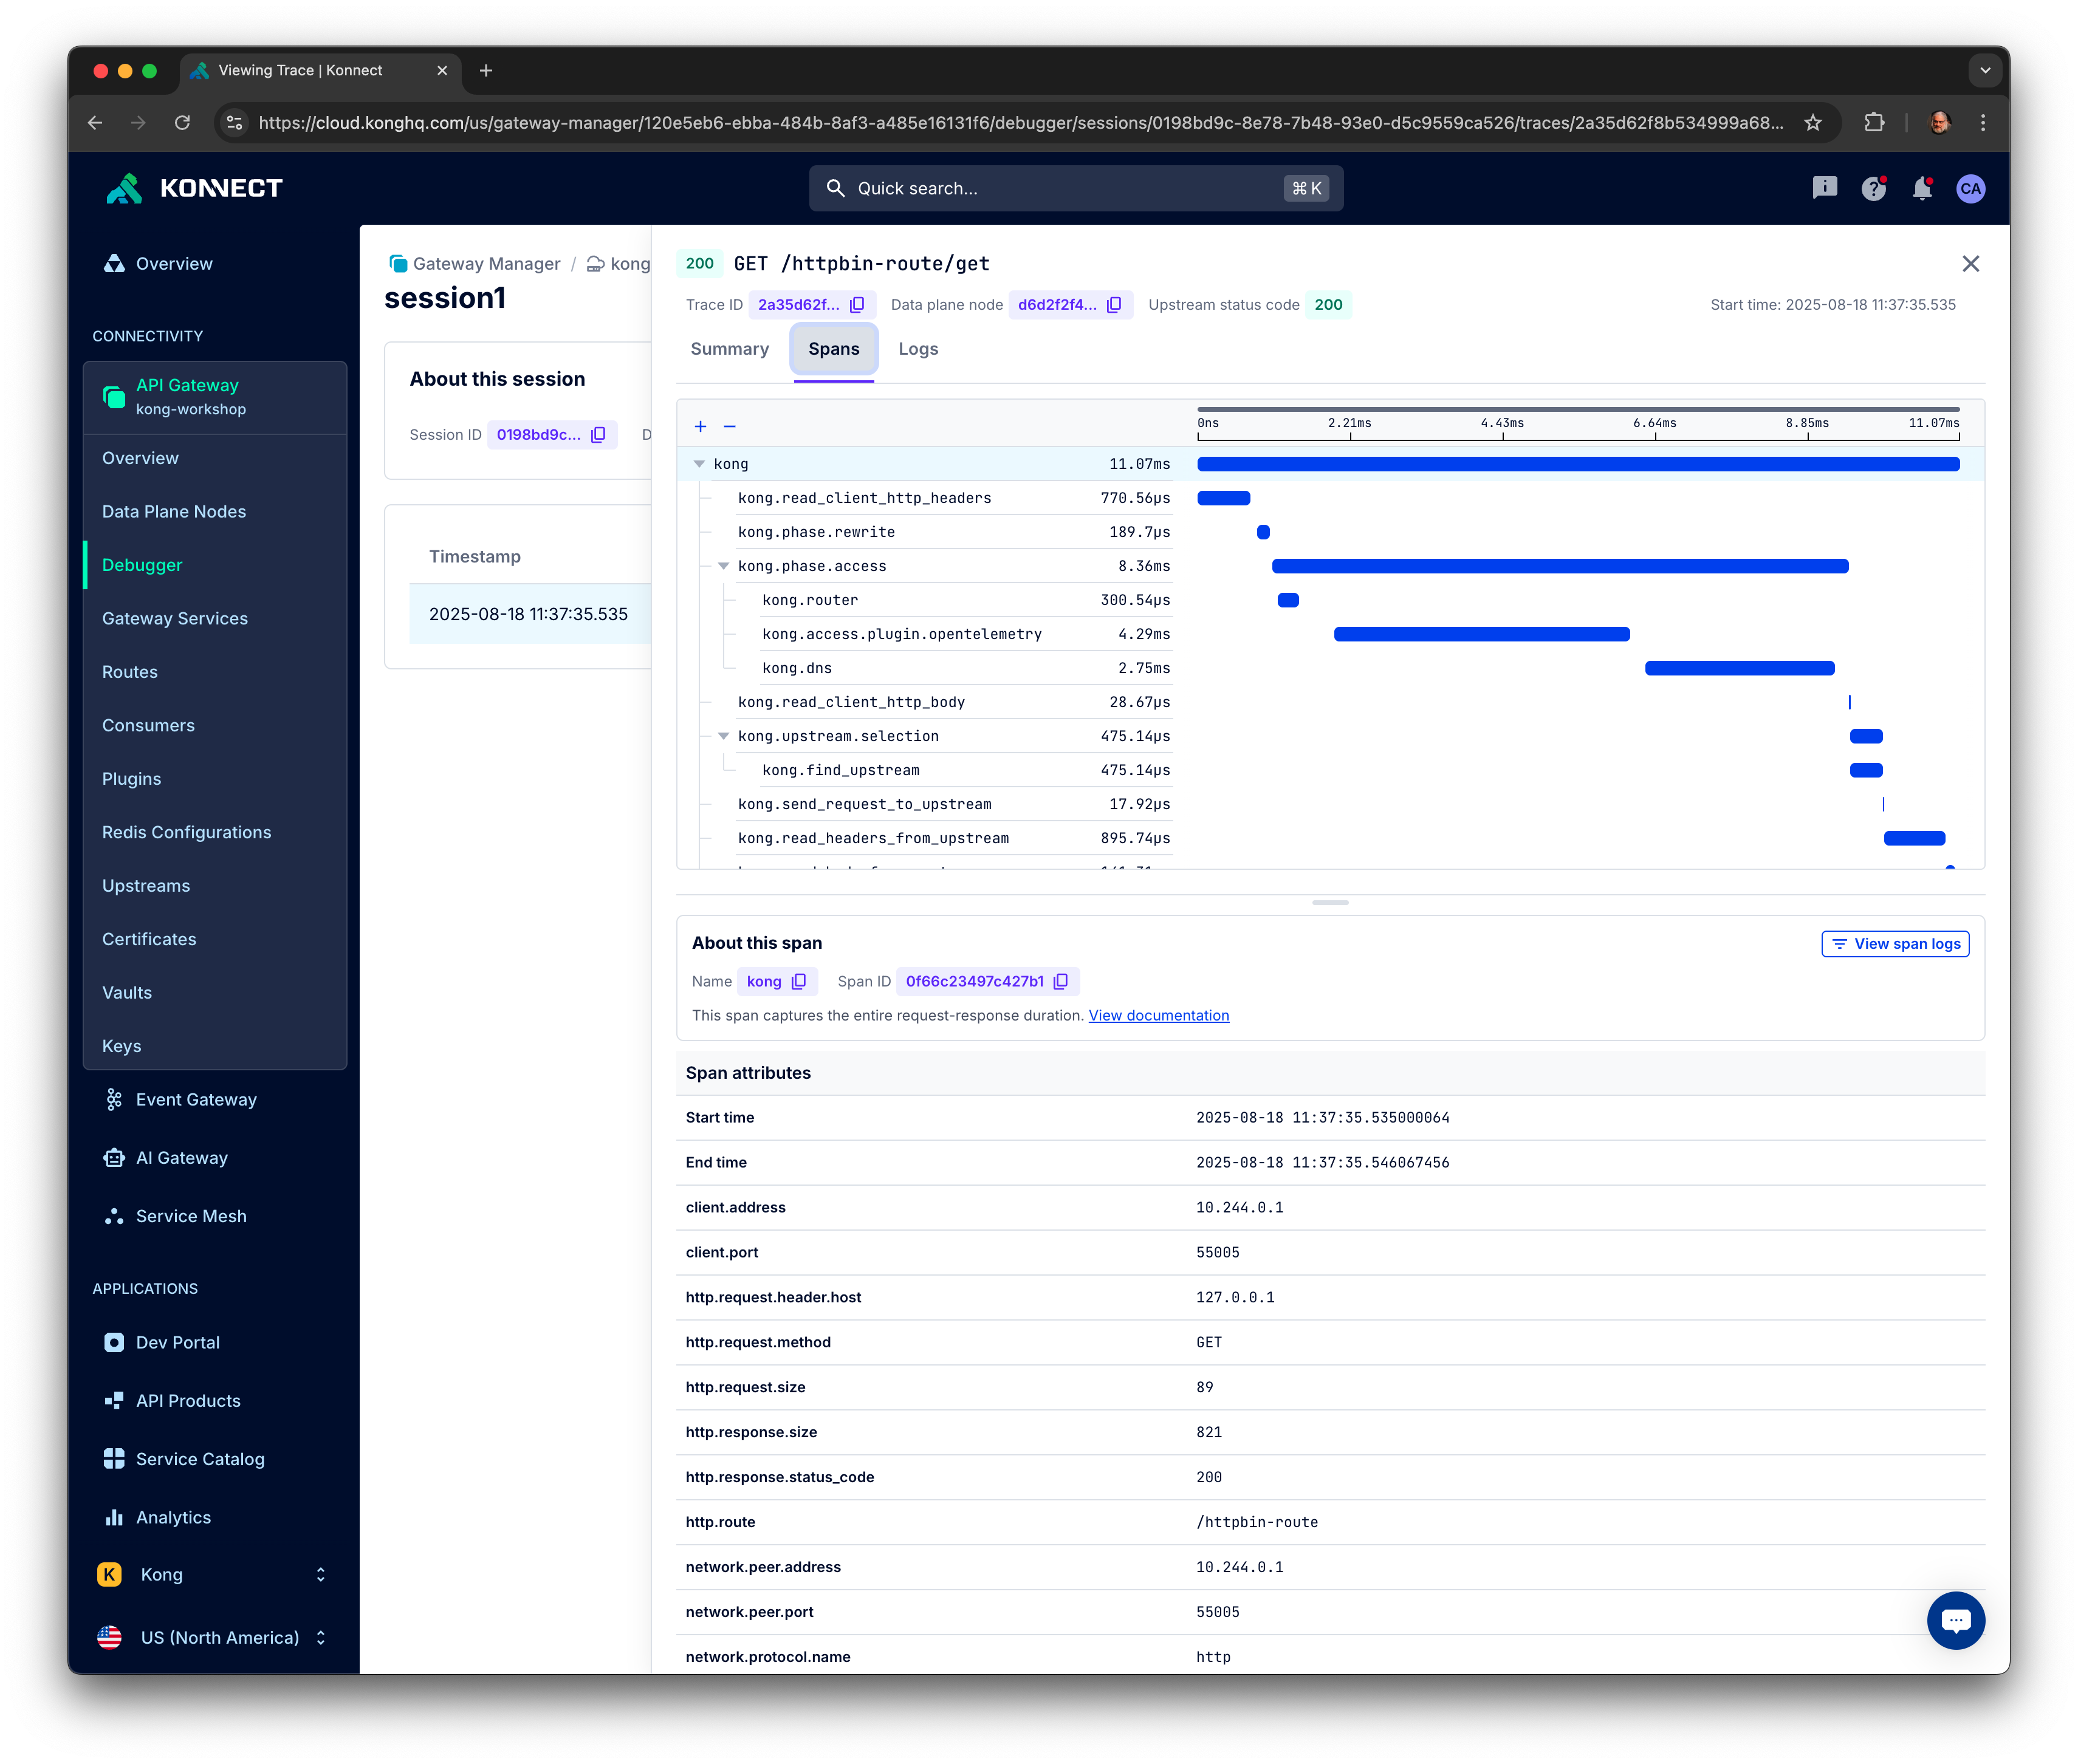 Viewing Trace | Konnect
https://cloud.konghq.com/us/gateway-manager/120e5eb6-ebba-484b-8af3-a485e16131f6/debugger/sessions/0198bd9c-8e78-7b48-93e0-d5c9559ca526/traces/2a35d62f8b534999a68...
KONNECT
Quick search...
⌘ K
CA
Overview
CONNECTIVITY
API Gateway
kong-workshop
Overview
Data Plane Nodes
Debugger
Gateway Services
Routes
Consumers
Plugins
Redis Configurations
Upstreams
Certificates
Vaults
Keys
Event Gateway
AI Gateway
Service Mesh
APPLICATIONS
Dev Portal
API Products
Service Catalog
Analytics
K Kong
US (North America)
Gateway Manager / kong
session1
About this session
Session ID 0198bd9c... D
Timestamp
2025-08-18 11:37:35.535
200 GET /httpbin-route/get
Trace ID 2a35d62f... Data plane node d6d2f2f4... Upstream status code 200 Start time: 2025-08-18 11:37:35.535
Summary Spans Logs
+ − 0ns 2.21ms 4.43ms 6.64ms 8.85ms 11.07ms
kong 11.07ms
kong.read_client_http_headers 770.56µs
kong.phase.rewrite 189.7µs
kong.phase.access 8.36ms
kong.router 300.54µs
kong.access.plugin.opentelemetry 4.29ms
kong.dns 2.75ms
kong.read_client_http_body 28.67µs
kong.upstream.selection 475.14µs
kong.find_upstream 475.14µs
kong.send_request_to_upstream 17.92µs
kong.read_headers_from_upstream 895.74µs
About this span
View span logs
Name kong Span ID 0f66c23497c427b1
This span captures the entire request-response duration. View documentation
Span attributes
Start time 2025-08-18 11:37:35.535000064
End time 2025-08-18 11:37:35.546067456
client.address 10.244.0.1
client.port 55005
http.request.header.host 127.0.0.1
http.request.method GET
http.request.size 89
http.response.size 821
http.response.status_code 200
http.route /httpbin-route
network.peer.address 10.244.0.1
network.peer.port 55005
network.protocol.name http